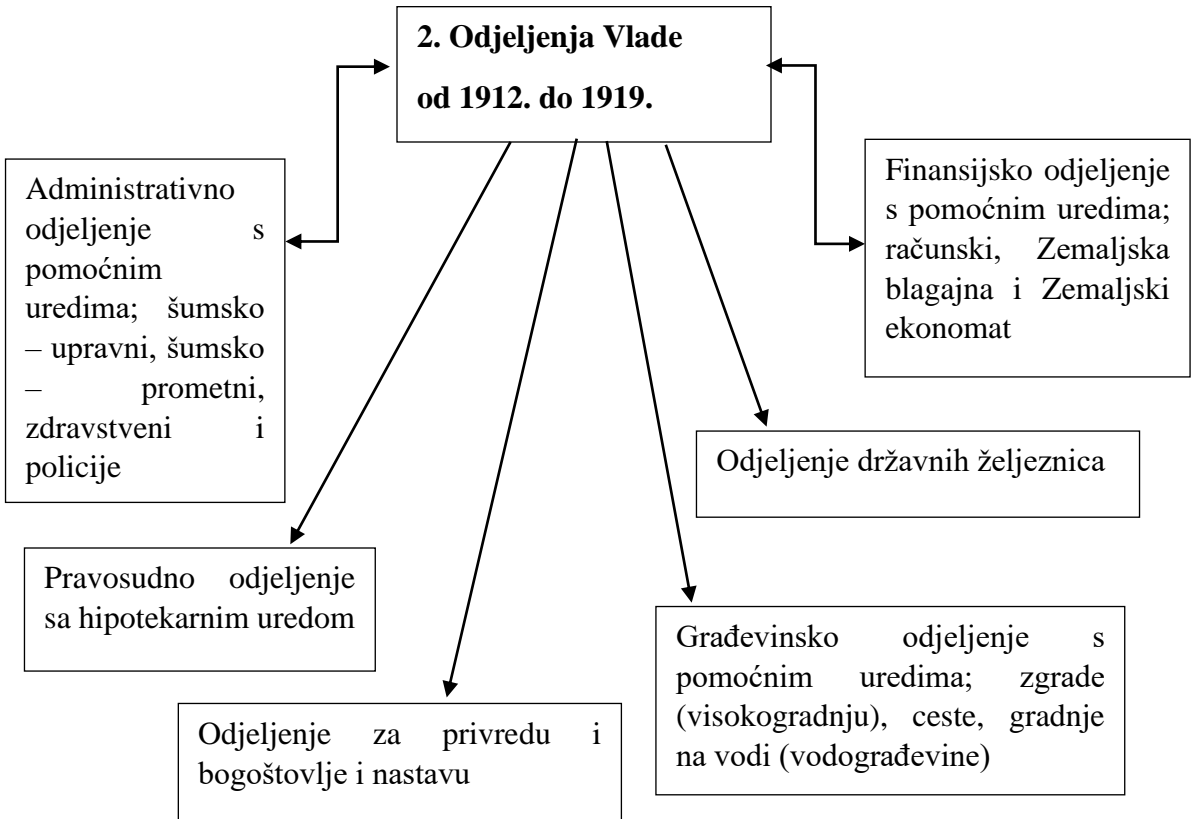 2. Odjeljenja Vlade
od 1912. do 1919.
Administrativno
odjeljenje s
pomoćnim
uredima; šumsko
– upravni, šumsko
– prometni,
zdravstveni i
policije
Finansijsko odjeljenje
s pomoćnim uredima;
računski, Zemaljska
blagajna i Zemaljski
ekonomat
Odjeljenje državnih željeznica
Pravosudno odjeljenje
sa hipotekarnim uredom
Građevinsko odjeljenje s
pomoćnim uredima; zgrade
(visokogradnju), ceste, gradnje
na vodi (vodograđevine)
Odjeljenje za privredu i
bogoštovlje i nastavu